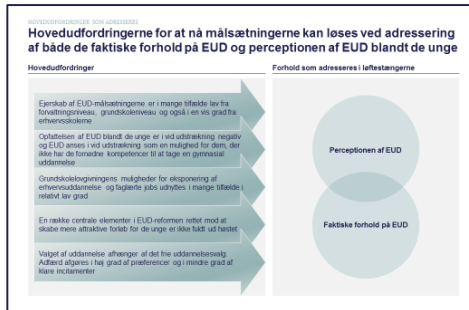 HOVEDUDFORDRINGER SOM ADRESSERES
Hovedudfordringerne for at nå målsætningerne kan løses ved adressering
af både de faktiske forhold på EUD og perceptionen af EUD blandt de unge
Hovedudfordringer
Ejerskab af EUD-målsætningerne er i mange tilfælde lav fra
forvaltningsniveau, grundskoleniveau og også i en vis grad fra
erhvervsskolerne
Opfattelsen af EUD blandt de unge er i vid udstrækning negativ
og EUD anses i vid udstrækning som en mulighed for dem, der
ikke har de fornødne kompetencer til at tage en gymnasial
uddannelse
Grundskolelovgivningens muligheder for eksponering af
erhvervsuddannelse og faglærte jobs udnyttes i mange tilfælde i
relativt lav grad
En række centrale elementer i EUD-reformen rettet mod at
skabe mere attraktive forløb for de unge er ikke fuldt ud høstet
Valget af uddannelse afhænger af det frie uddannelsesvalg.
Adfærd afgøres i høj grad af præferencer og i mindre grad af
klare incitamenter
Forhold som adresseres i løftestængerne
Perceptionen af EUD
Faktiske forhold på EUD